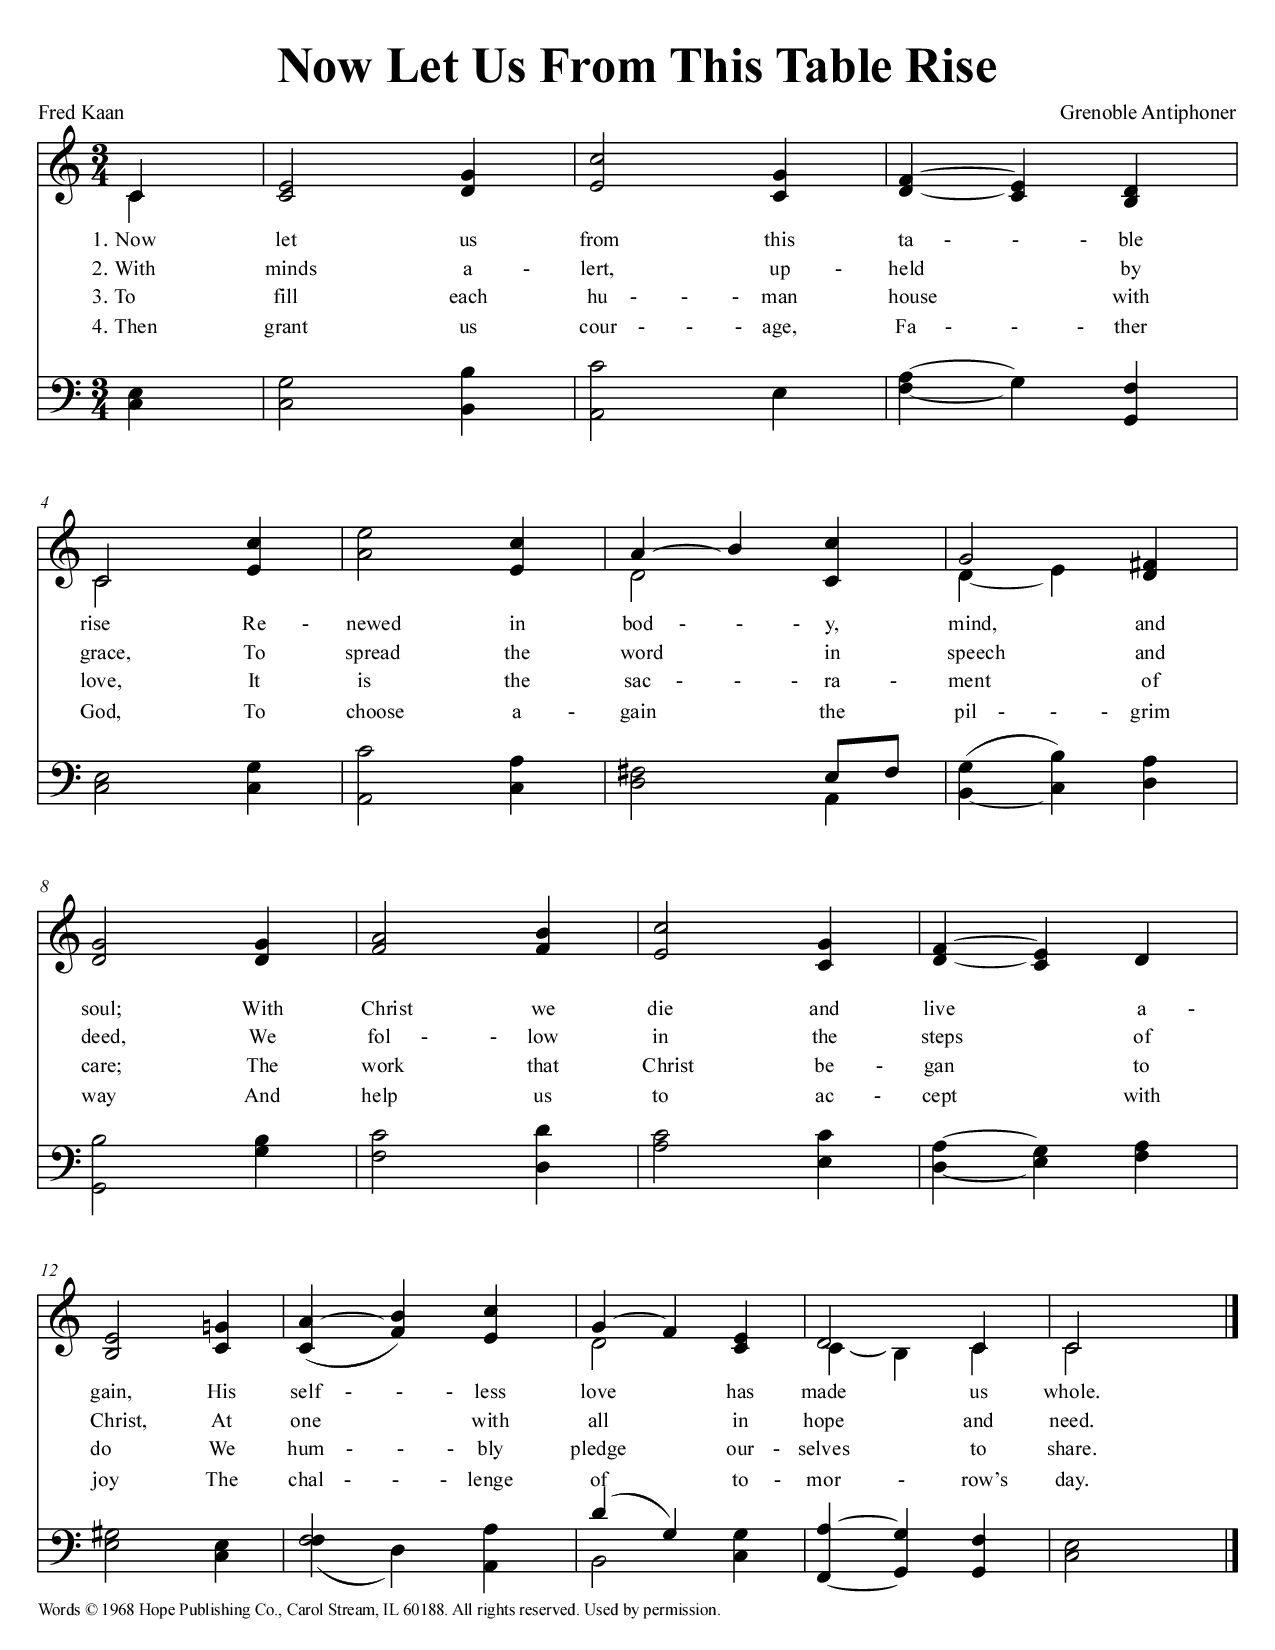 Now Let Us From This Table Rise
Fred Kaan
Grenoble Antiphoner
1. Now let us from this ta - - ble
2. With minds a - lert, up - held by
3. To fill each hu - - man house with
4. Then grant us cour - - age, Fa - - ther
4
rise Re - newed in bod - - y, mind, and
grace, To spread the word in speech and
love, It is the sac - - ra - ment of
God, To choose a - gain the pil - - grim
8
soul; With Christ we die and live a -
deed, We fol - low in the steps of
care; The work that Christ be - gan to
way And help us to ac - cept with
12
gain, His self - - less love has made us whole.
Christ, At one with all in hope and need.
do We hum - - bly pledge our - selves to share.
joy The chal - - lenge of to - mor - row’s day.
Words © 1968 Hope Publishing Co., Carol Stream, IL 60188. All rights reserved. Used by permission.